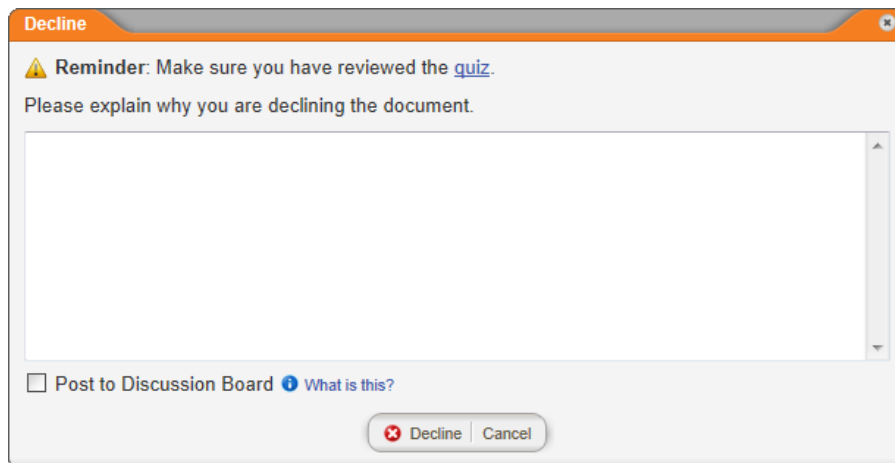 Decline
Reminder: Make sure you have reviewed the quiz.
Please explain why you are declining the document.
Post to Discussion Board What is this?
Decline Cancel